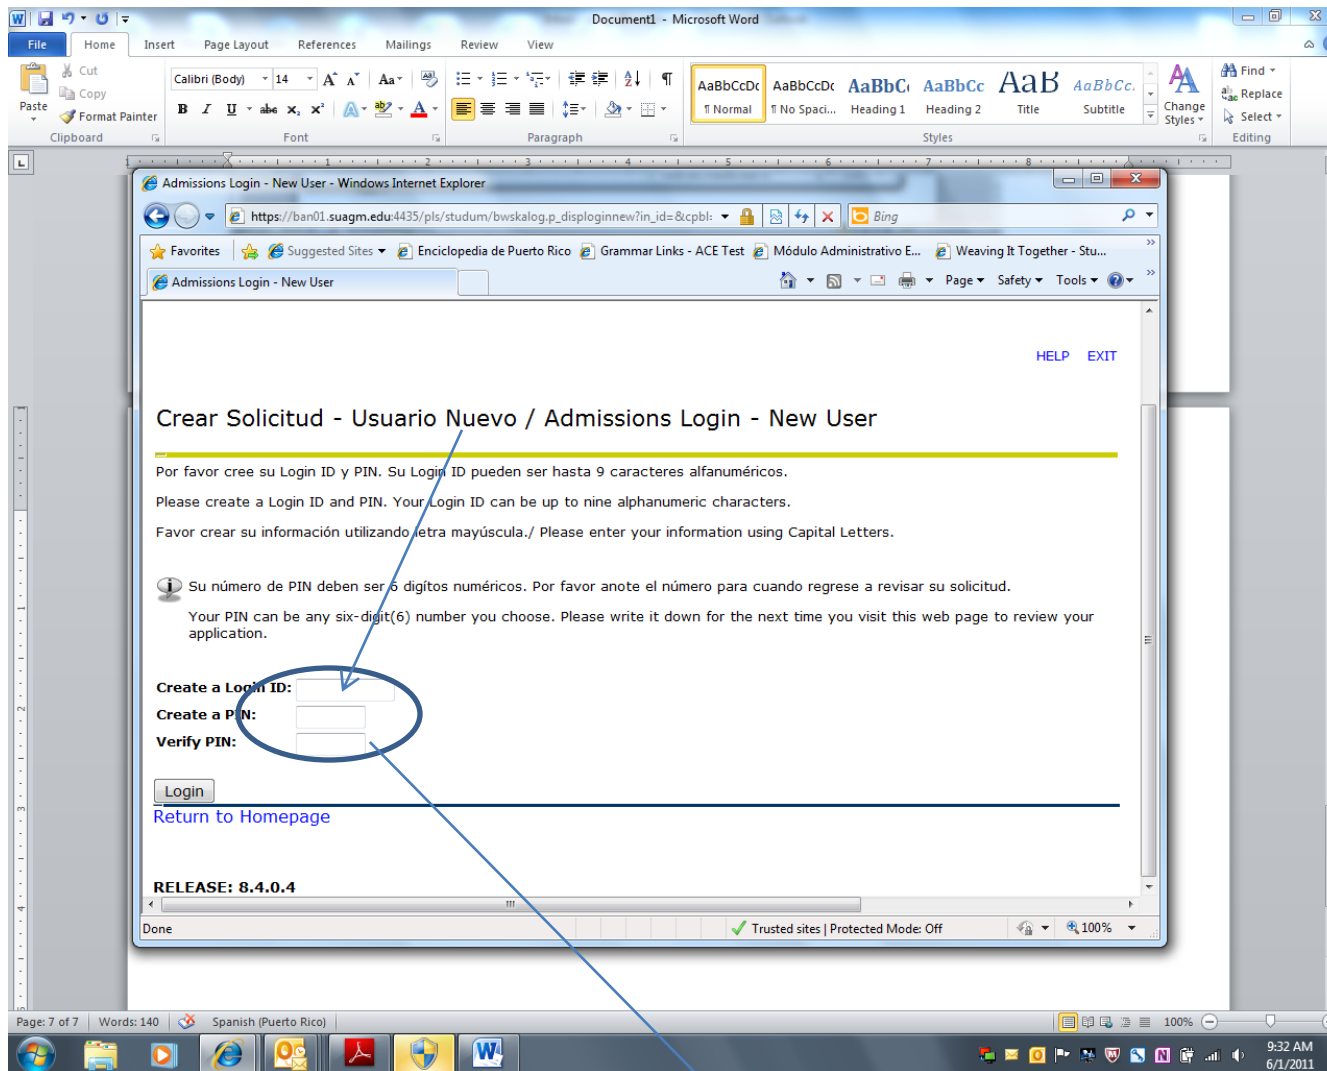 Document1 - Microsoft Word
File Home Insert Page Layout References Mailings Review View
Cut
Copy
Format Painter
Paste
Calibri (Body) 14
AaBbCcDc AaBbCcDc AaBbC AaBbCc AaB AaBbCc.
¶ Normal ¶ No Spaci... Heading 1 Heading 2 Title Subtitle
Change Styles
Find
Replace
Select
Clipboard Font Paragraph Styles Editing
Admissions Login - New User - Windows Internet Explorer
https://ban01.suagm.edu:4435/pls/studum/bwskalog.p_disploginnew?in_id=&cpbl=
Bing
Favorites Suggested Sites Enciclopedia de Puerto Rico Grammar Links - ACE Test Módulo Administrativo E... Weaving It Together - Stu...
Admissions Login - New User
Page Safety Tools
HELP EXIT
Crear Solicitud - Usuario Nuevo / Admissions Login - New User
Por favor cree su Login ID y PIN. Su Login ID pueden ser hasta 9 caracteres alfanuméricos.
Please create a Login ID and PIN. Your Login ID can be up to nine alphanumeric characters.
Favor crear su información utilizando letra mayúscula./ Please enter your information using Capital Letters.
Su número de PIN deben ser 6 digítos numéricos. Por favor anote el número para cuando regrese a revisar su solicitud.
Your PIN can be any six-digit(6) number you choose. Please write it down for the next time you visit this web page to review your
application.
Create a Login ID:
Create a PIN:
Verify PIN:
Login
Return to Homepage
RELEASE: 8.4.0.4
Done Trusted sites | Protected Mode: Off 100%
Page: 7 of 7 Words: 140 Spanish (Puerto Rico) 100%
9:32 AM
6/1/2011